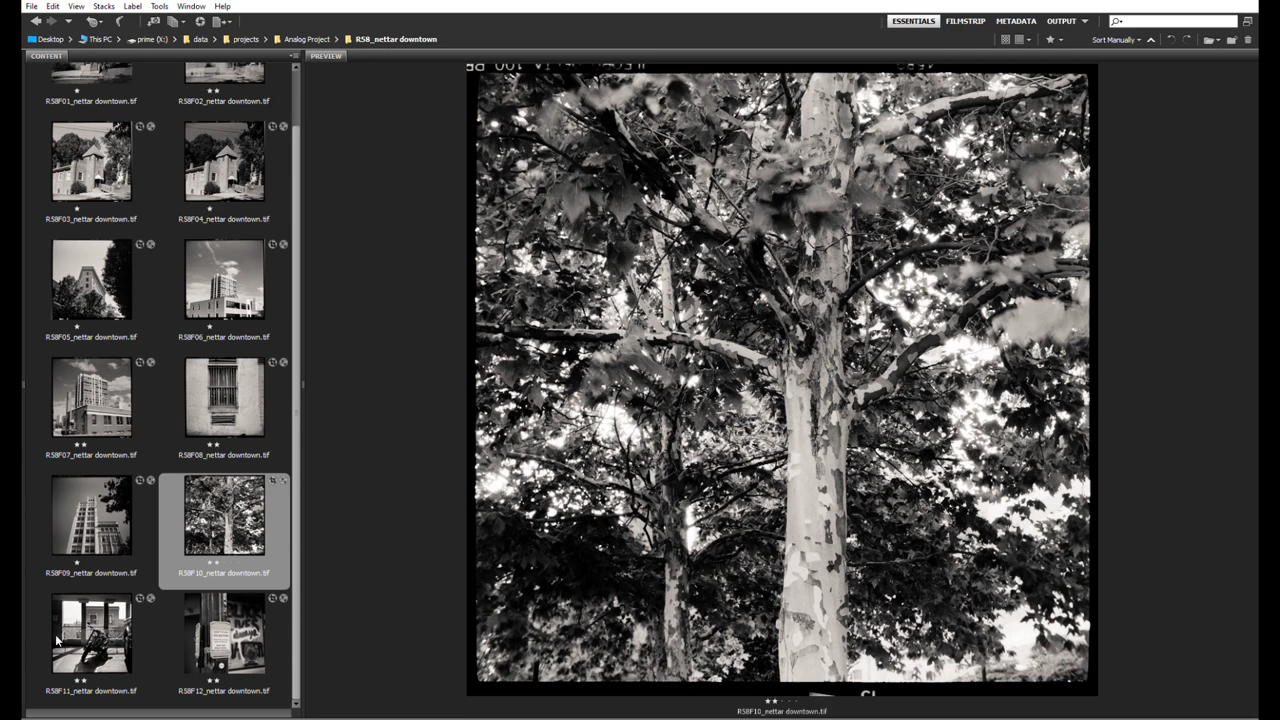 File Edit View Stacks Label Tools Window Help
ESSENTIALS FILMSTRIP METADATA OUTPUT
Desktop This PC prime (X:) data projects Analog Project R58_nettar downtown
Sort Manually
CONTENT
PREVIEW
R58F01_nettar downtown.tif
R58F02_nettar downtown.tif
R58F03_nettar downtown.tif
R58F04_nettar downtown.tif
R58F05_nettar downtown.tif
R58F06_nettar downtown.tif
R58F07_nettar downtown.tif
R58F08_nettar downtown.tif
R58F09_nettar downtown.tif
R58F10_nettar downtown.tif
R58F11_nettar downtown.tif
R58F12_nettar downtown.tif
R58F10_nettar downtown.tif